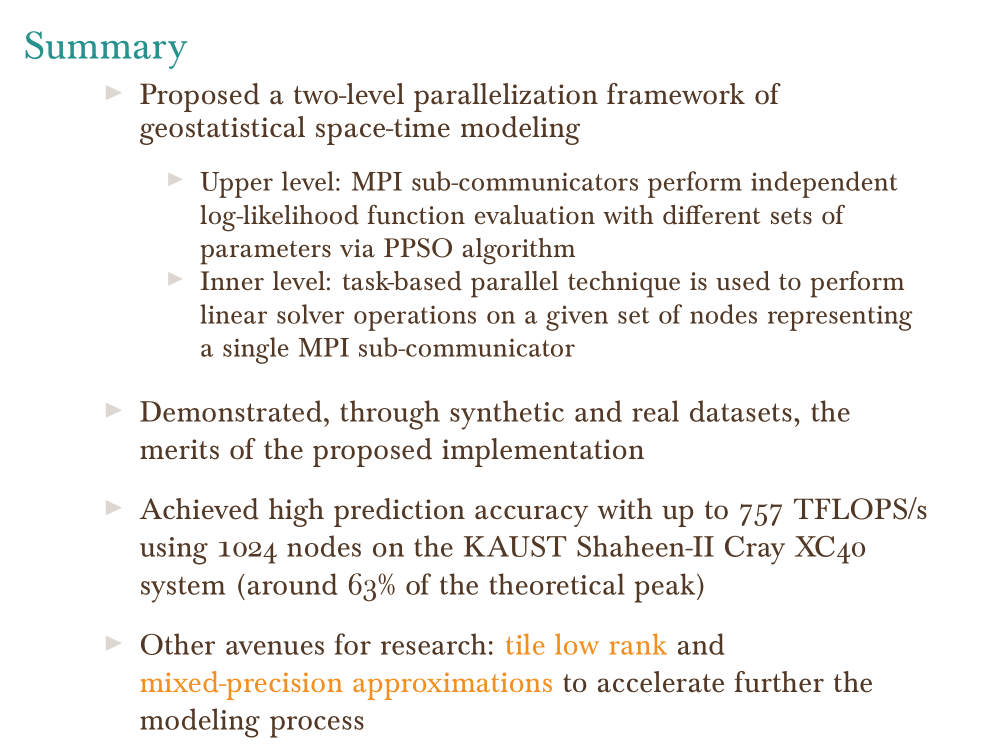 Summary
Proposed a two-level parallelization framework of
geostatistical space-time modeling
Upper level: MPI sub-communicators perform independent
log-likelihood function evaluation with different sets of
parameters via PPSO algorithm
Inner level: task-based parallel technique is used to perform
linear solver operations on a given set of nodes representing
a single MPI sub-communicator
Demonstrated, through synthetic and real datasets, the
merits of the proposed implementation
Achieved high prediction accuracy with up to 757 TFLOPS/s
using 1024 nodes on the KAUST Shaheen-II Cray XC40
system (around 63% of the theoretical peak)
Other avenues for research: tile low rank and
mixed-precision approximations to accelerate further the
modeling process